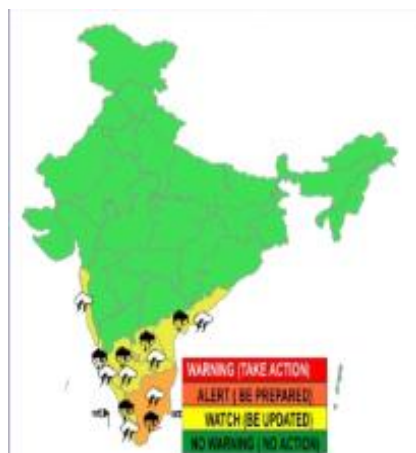 WARNING (TAKE ACTION)
ALERT ( BE PREPARED)
WATCH (BE UPDATED)
NO WARNING ( NO ACTION)